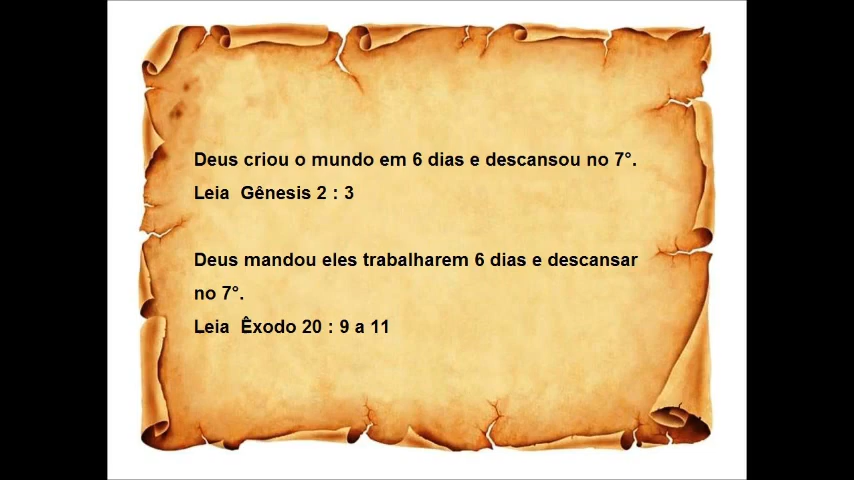 Deus criou o mundo em 6 dias e descansou no 7°.
Leia  Gênesis 2 : 3
Deus mandou eles trabalharem 6 dias e descansar
no 7°.
Leia  Êxodo 20 : 9 a 11